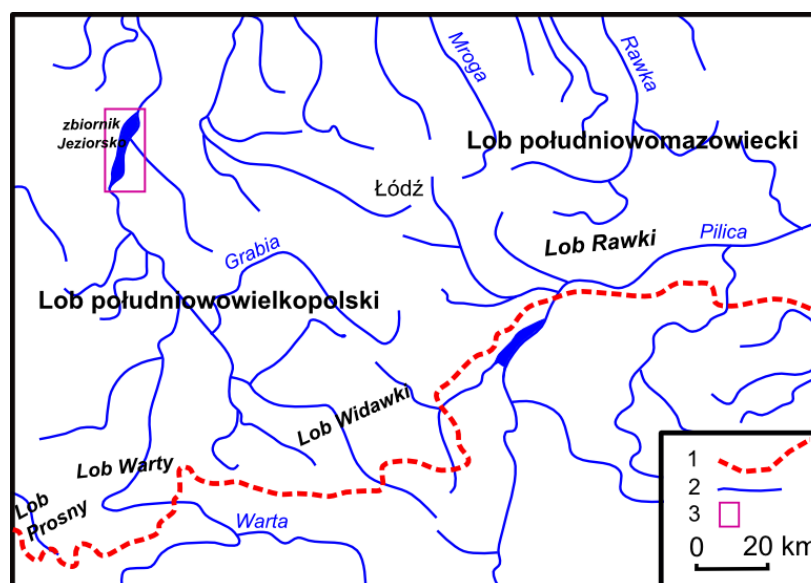 Mroga
Rawka
zbiornik
Jeziorsko
Lob południowomazowiecki
Łódź
Lob Rawki
Pilica
Grabia
Lob południowowielkopolski
Lob Widawki
Lob Warty
Lob
Prosny
Warta
1
2
3
0 20 km